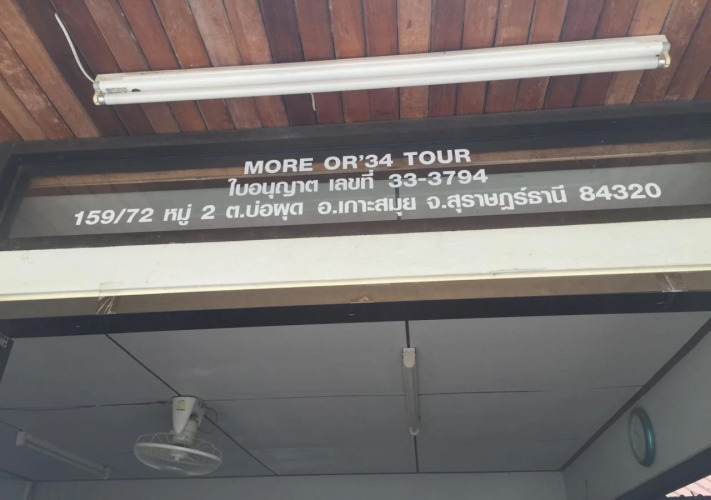 MORE OR'34 TOUR
ใบอนุญาต เลขที่ 33-3794
159/72 หมู่ 2 ต.บ่อผุด อ.เกาะสมุย จ.สุราษฎร์ธานี 84320